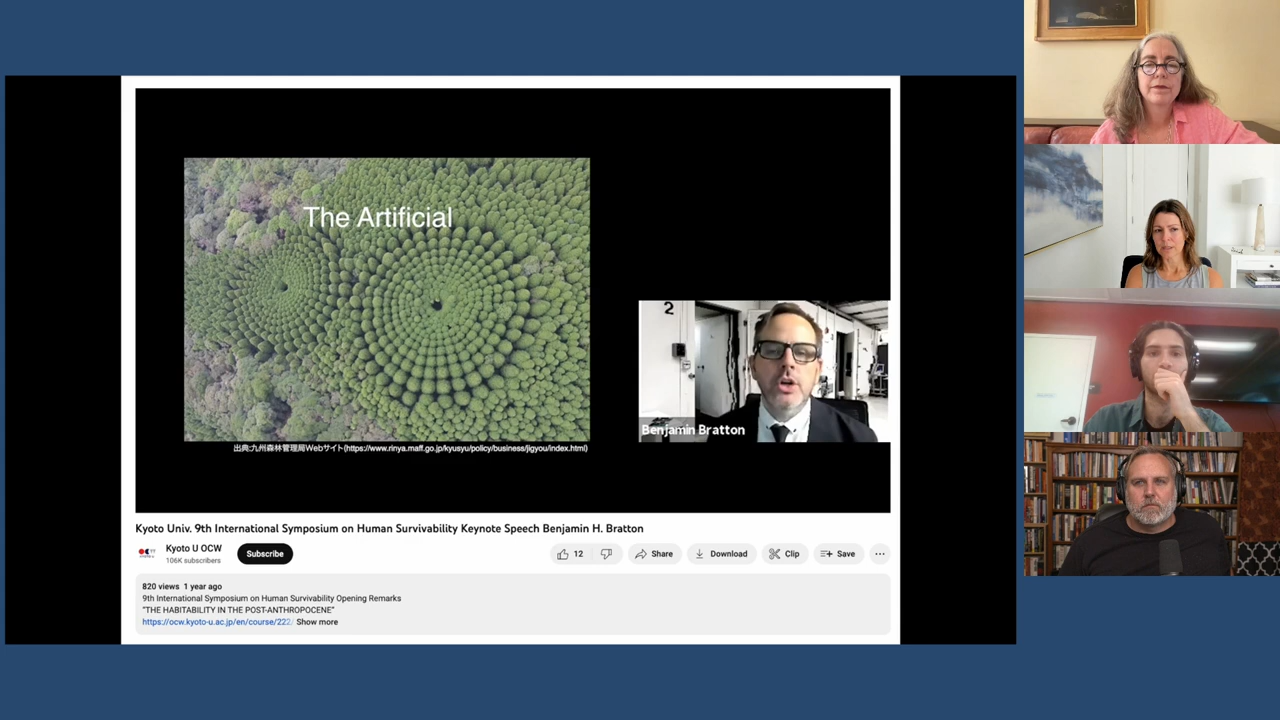 The Artificial
2
Benjamin Bratton
出典:九州森林管理局Webサイト(https://www.rinya.maff.go.jp/kyusyu/policy/business/jigyou/index.html)
Kyoto Univ. 9th International Symposium on Human Survivability Keynote Speech Benjamin H. Bratton
Kyoto U OCW
106K subscribers
Subscribe
12
Share
Download
Clip
Save
820 views 1 year ago
9th International Symposium on Human Survivability Opening Remarks
"THE HABITABILITY IN THE POST-ANTHROPOCENE"
https://ocw.kyoto-u.ac.jp/en/course/222/ Show more